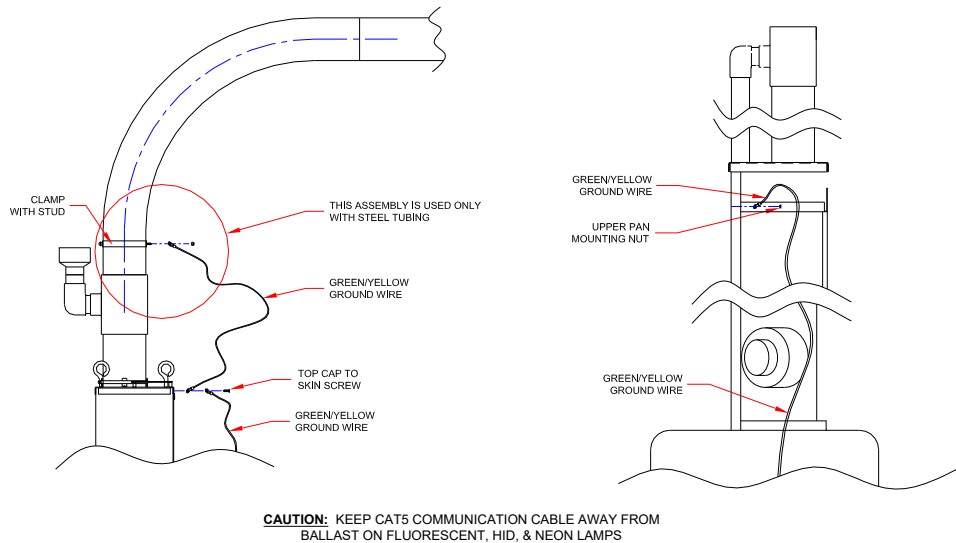 CLAMP
WITH STUD
THIS ASSEMBLY IS USED ONLY
WITH STEEL TUBING
GREEN/YELLOW
GROUND WIRE
TOP CAP TO
SKIN SCREW
GREEN/YELLOW
GROUND WIRE
GREEN/YELLOW
GROUND WIRE
UPPER PAN
MOUNTING NUT
GREEN/YELLOW
GROUND WIRE
CAUTION: KEEP CAT5 COMMUNICATION CABLE AWAY FROM
BALLAST ON FLUORESCENT, HID, & NEON LAMPS